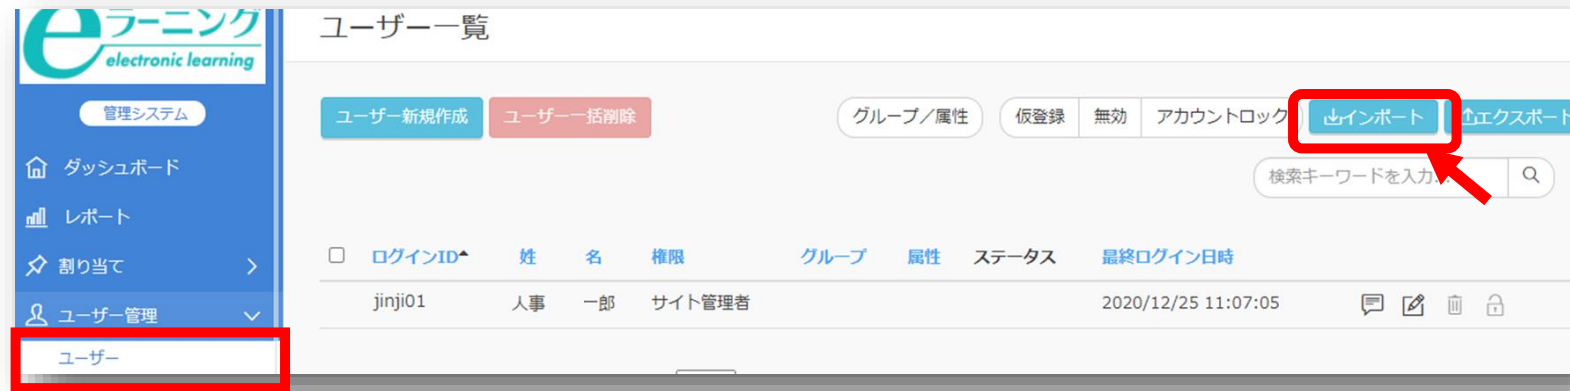 eラーニング
electronic learning
管理システム
ダッシュボード
レポート
割り当て
ユーザー管理
ユーザー
ユーザー一覧
ユーザー新規作成 ユーザー一括削除 グループ／属性 仮登録 無効 アカウントロック インポート エクスポート
検索キーワードを入力...
ログインID 姓 名 権限 グループ 属性 ステータス 最終ログイン日時
jinji01 人事 一郎 サイト管理者 2020/12/25 11:07:05